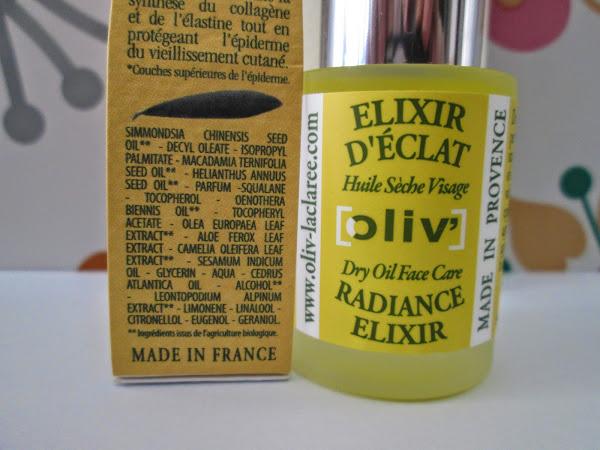 synthèse du collagène
et de l'élastine tout en
protégeant l'épiderme
du vieillissement cutané.
*Couches supérieures de l'épiderme.
SIMMONDSIA CHINENSIS SEED
OIL** - DECYL OLEATE - ISOPROPYL
PALMITATE - MACADAMIA TERNIFOLIA
SEED OIL** - HELIANTHUS ANNUUS
SEED OIL** - PARFUM -SQUALANE
- TOCOPHEROL - OENOTHERA
BIENNIS OIL** - TOCOPHERYL
ACETATE - OLEA EUROPAEA LEAF
EXTRACT** - ALOE FEROX LEAF
EXTRACT - CAMELIA OLEIFERA LEAF
EXTRACT** - SESAMUM INDICUM
OIL - GLYCERIN - AQUA - CEDRUS
ATLANTICA OIL - ALCOHOL**
- LEONTOPODIUM ALPINUM
EXTRACT** - LIMONENE - LINALOOL -
CITRONELLOL - EUGENOL - GERANIOL.
** Ingrédients issus de l'agriculture biologique.
MADE IN FRANCE
www.oliv-laclaree.com
ELIXIR
D'ÉCLAT
Huile Sèche Visage
[oliv']
Dry Oil Face Care
RADIANCE
ELIXIR
MADE IN PROVENCE